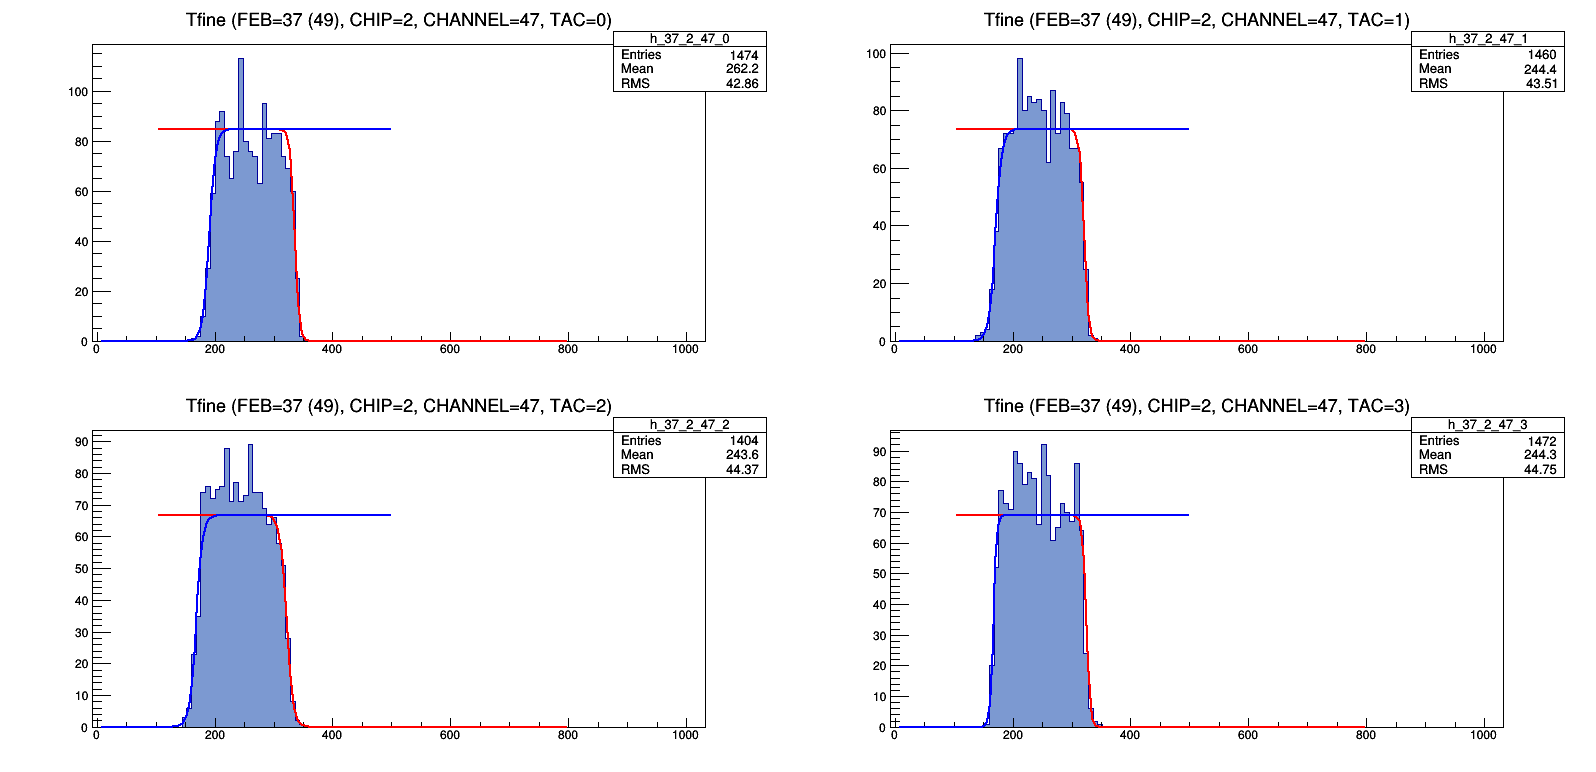 Tfine (FEB=37 (49), CHIP=2, CHANNEL=47, TAC=0)
h_37_2_47_0
Entries 1474
Mean 262.2
RMS 42.86
100
80
60
40
20
0
0 200 400 600 800 1000
Tfine (FEB=37 (49), CHIP=2, CHANNEL=47, TAC=1)
h_37_2_47_1
Entries 1460
Mean 244.4
RMS 43.51
100
80
60
40
20
0
0 200 400 600 800 1000
Tfine (FEB=37 (49), CHIP=2, CHANNEL=47, TAC=2)
h_37_2_47_2
Entries 1404
Mean 243.6
RMS 44.37
90
80
70
60
50
40
30
20
10
0
0 200 400 600 800 1000
Tfine (FEB=37 (49), CHIP=2, CHANNEL=47, TAC=3)
h_37_2_47_3
Entries 1472
Mean 244.3
RMS 44.75
90
80
70
60
50
40
30
20
10
0
0 200 400 600 800 1000